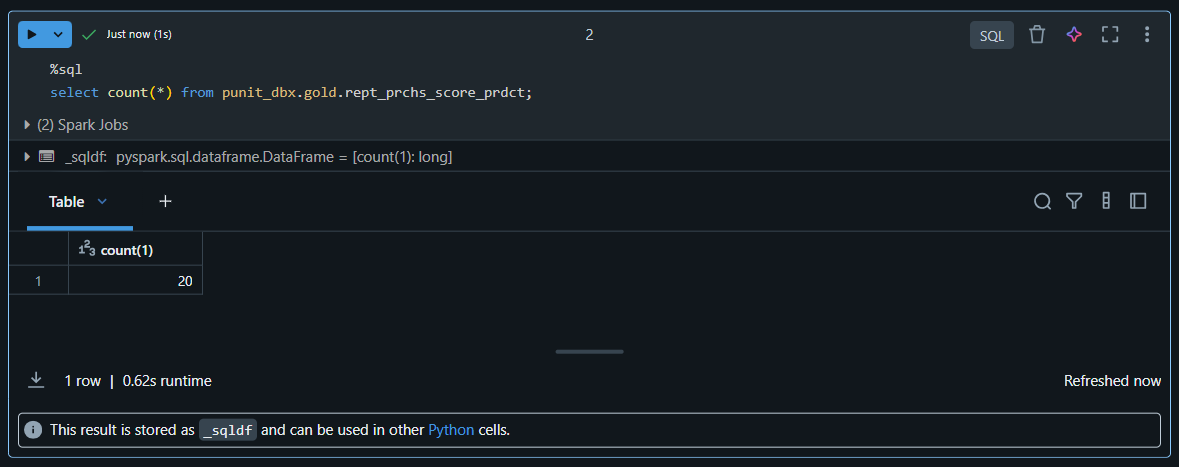 Just now (1s)
2
SQL
%sql
select count(*) from punit_dbx.gold.rept_prchs_score_prdct;
(2) Spark Jobs
_sqldf: pyspark.sql.dataframe.DataFrame = [count(1): long]
Table
+
123 count(1)
1
20
1 row | 0.62s runtime
Refreshed now
This result is stored as _sqldf and can be used in other Python cells.